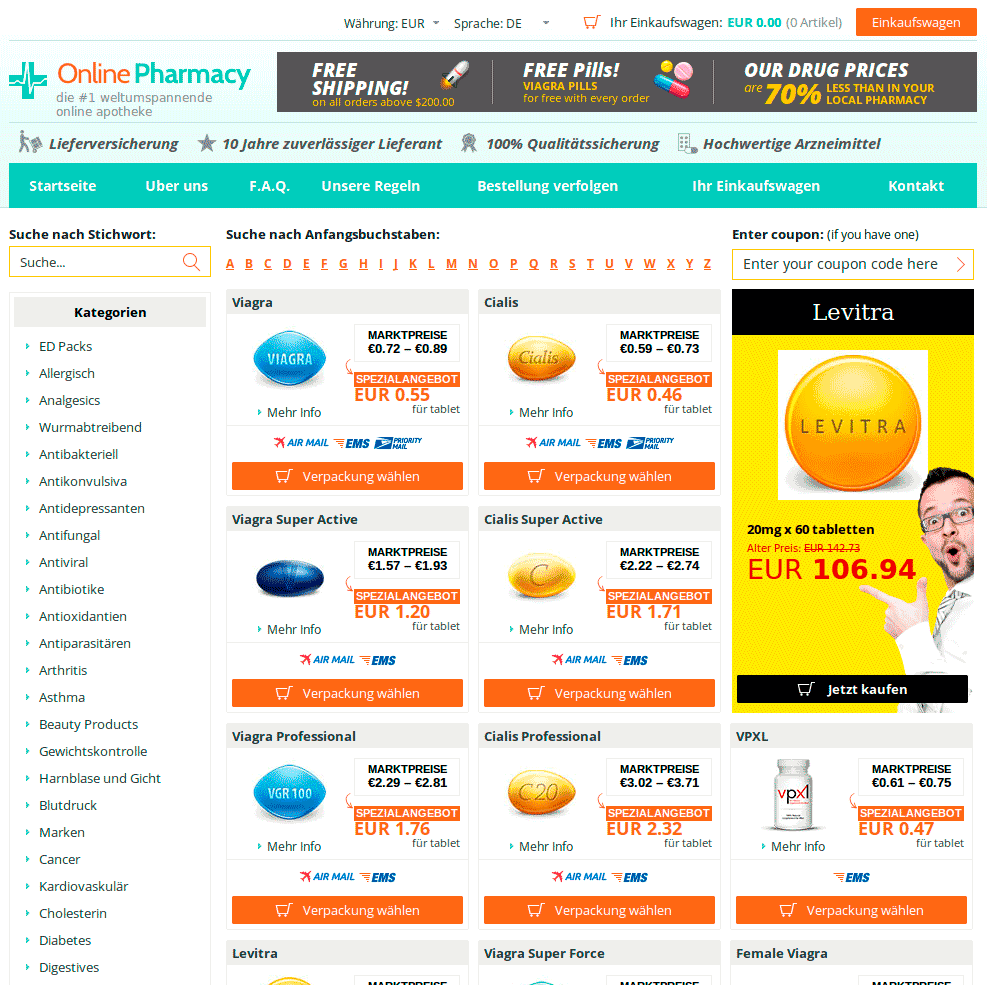 Währung: EUR
Sprache: DE
Ihr Einkaufswagen: EUR 0.00 (0 Artikel)
Einkaufswagen
Online Pharmacy
die #1 weltumspannende
online apotheke
FREE
SHIPPING!
on all orders above $200.00
FREE Pills!
VIAGRA PILLS
for free with every order
OUR DRUG PRICES
are 70% LESS THAN IN YOUR
LOCAL PHARMACY
Lieferversicherung
10 Jahre zuverlässiger Lieferant
100% Qualitätssicherung
Hochwertige Arzneimittel
Startseite
Uber uns
F.A.Q.
Unsere Regeln
Bestellung verfolgen
Ihr Einkaufswagen
Kontakt
Suche nach Stichwort:
Suche...
Kategorien
ED Packs
Allergisch
Analgesics
Wurmabtreibend
Antibakteriell
Antikonvulsiva
Antidepressanten
Antifungal
Antiviral
Antibiotike
Antioxidantien
Antiparasitären
Arthritis
Asthma
Beauty Products
Gewichtskontrolle
Harnblase und Gicht
Blutdruck
Marken
Cancer
Kardiovaskulär
Cholesterin
Diabetes
Digestives
Suche nach Anfangsbuchstaben:
A B C D E F G H I J K L M N O P Q R S T U V W X Y Z
Enter coupon: (if you have one)
Enter your coupon code here
Viagra
VIAGRA
MARKTPREISE
€0.72 – €0.89
SPEZIALANGEBOT
EUR 0.55
für tablet
Mehr Info
AIR MAIL EMS PRIORITY
MAIL
Verpackung wählen
Cialis
Cialis
MARKTPREISE
€0.59 – €0.73
SPEZIALANGEBOT
EUR 0.46
für tablet
Mehr Info
AIR MAIL EMS PRIORITY
MAIL
Verpackung wählen
Levitra
LEVITRA
20mg x 60 tabletten
Alter Preis: EUR 142.73
EUR 106.94
Jetzt kaufen
Viagra Super Active
MARKTPREISE
€1.57 – €1.93
SPEZIALANGEBOT
EUR 1.20
für tablet
Mehr Info
AIR MAIL EMS
Verpackung wählen
Cialis Super Active
C
MARKTPREISE
€2.22 – €2.74
SPEZIALANGEBOT
EUR 1.71
für tablet
Mehr Info
AIR MAIL EMS
Verpackung wählen
Viagra Professional
VGR 100
MARKTPREISE
€2.29 – €2.81
SPEZIALANGEBOT
EUR 1.76
für tablet
Mehr Info
AIR MAIL EMS
Verpackung wählen
Cialis Professional
C20
MARKTPREISE
€3.02 – €3.71
SPEZIALANGEBOT
EUR 2.32
für tablet
Mehr Info
AIR MAIL EMS
Verpackung wählen
VPXL
vpxl
MARKTPREISE
€0.61 – €0.75
SPEZIALANGEBOT
EUR 0.47
für tablet
Mehr Info
EMS
Verpackung wählen
Levitra
MARKTPREISE
Viagra Super Force
MARKTPREISE
Female Viagra
MARKTPREISE